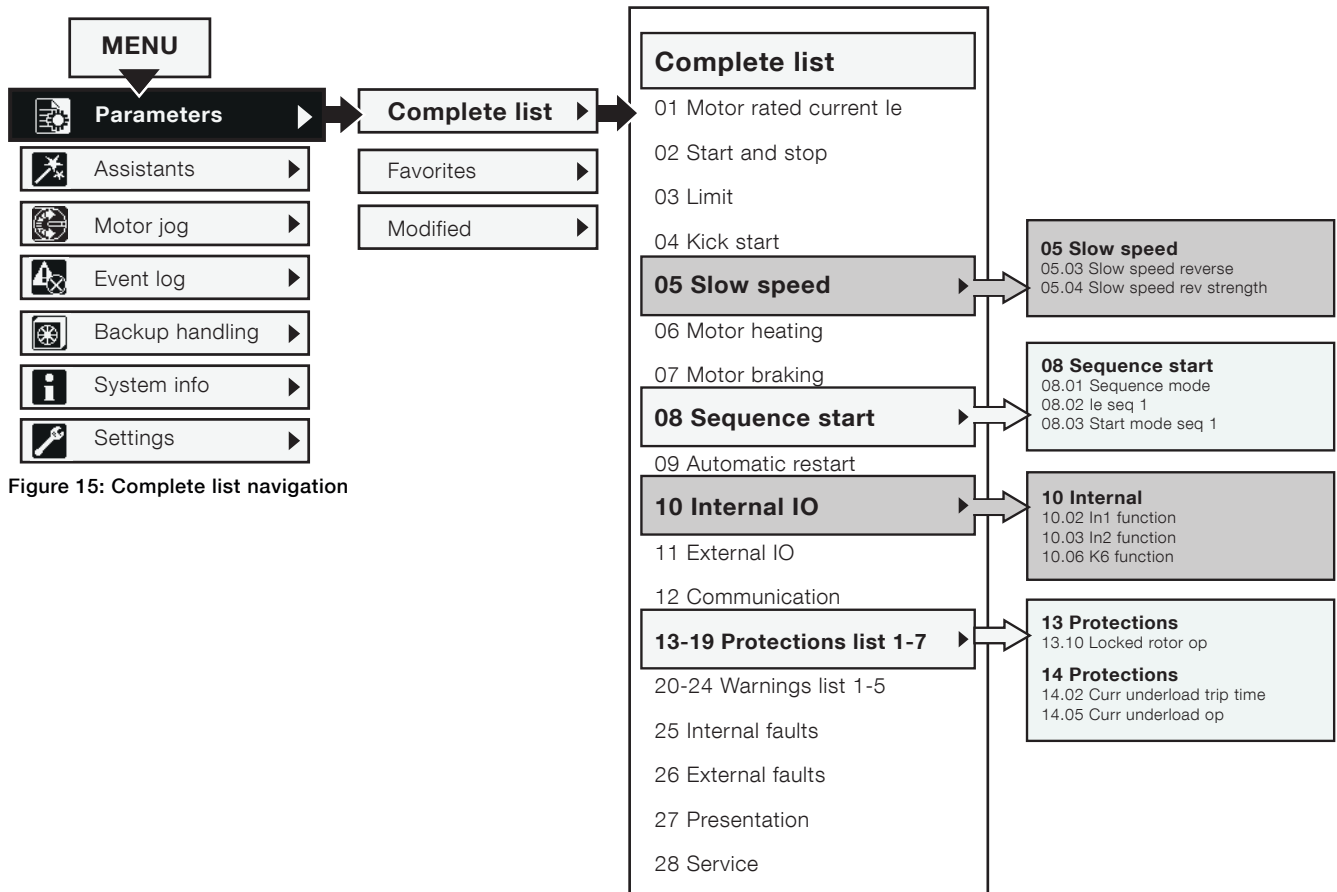 MENU
Parameters
Assistants
Motor jog
Event log
Backup handling
System info
Settings
Figure 15: Complete list navigation
Complete list
Favorites
Modified
Complete list
01 Motor rated current Ie
02 Start and stop
03 Limit
04 Kick start
05 Slow speed
06 Motor heating
07 Motor braking
08 Sequence start
09 Automatic restart
10 Internal IO
11 External IO
12 Communication
13-19 Protections list 1-7
20-24 Warnings list 1-5
25 Internal faults
26 External faults
27 Presentation
28 Service
05 Slow speed
05.03 Slow speed reverse
05.04 Slow speed rev strength
08 Sequence start
08.01 Sequence mode
08.02 Ie seq 1
08.03 Start mode seq 1
10 Internal
10.02 In1 function
10.03 In2 function
10.06 K6 function
13 Protections
13.10 Locked rotor op
14 Protections
14.02 Curr underload trip time
14.05 Curr underload op